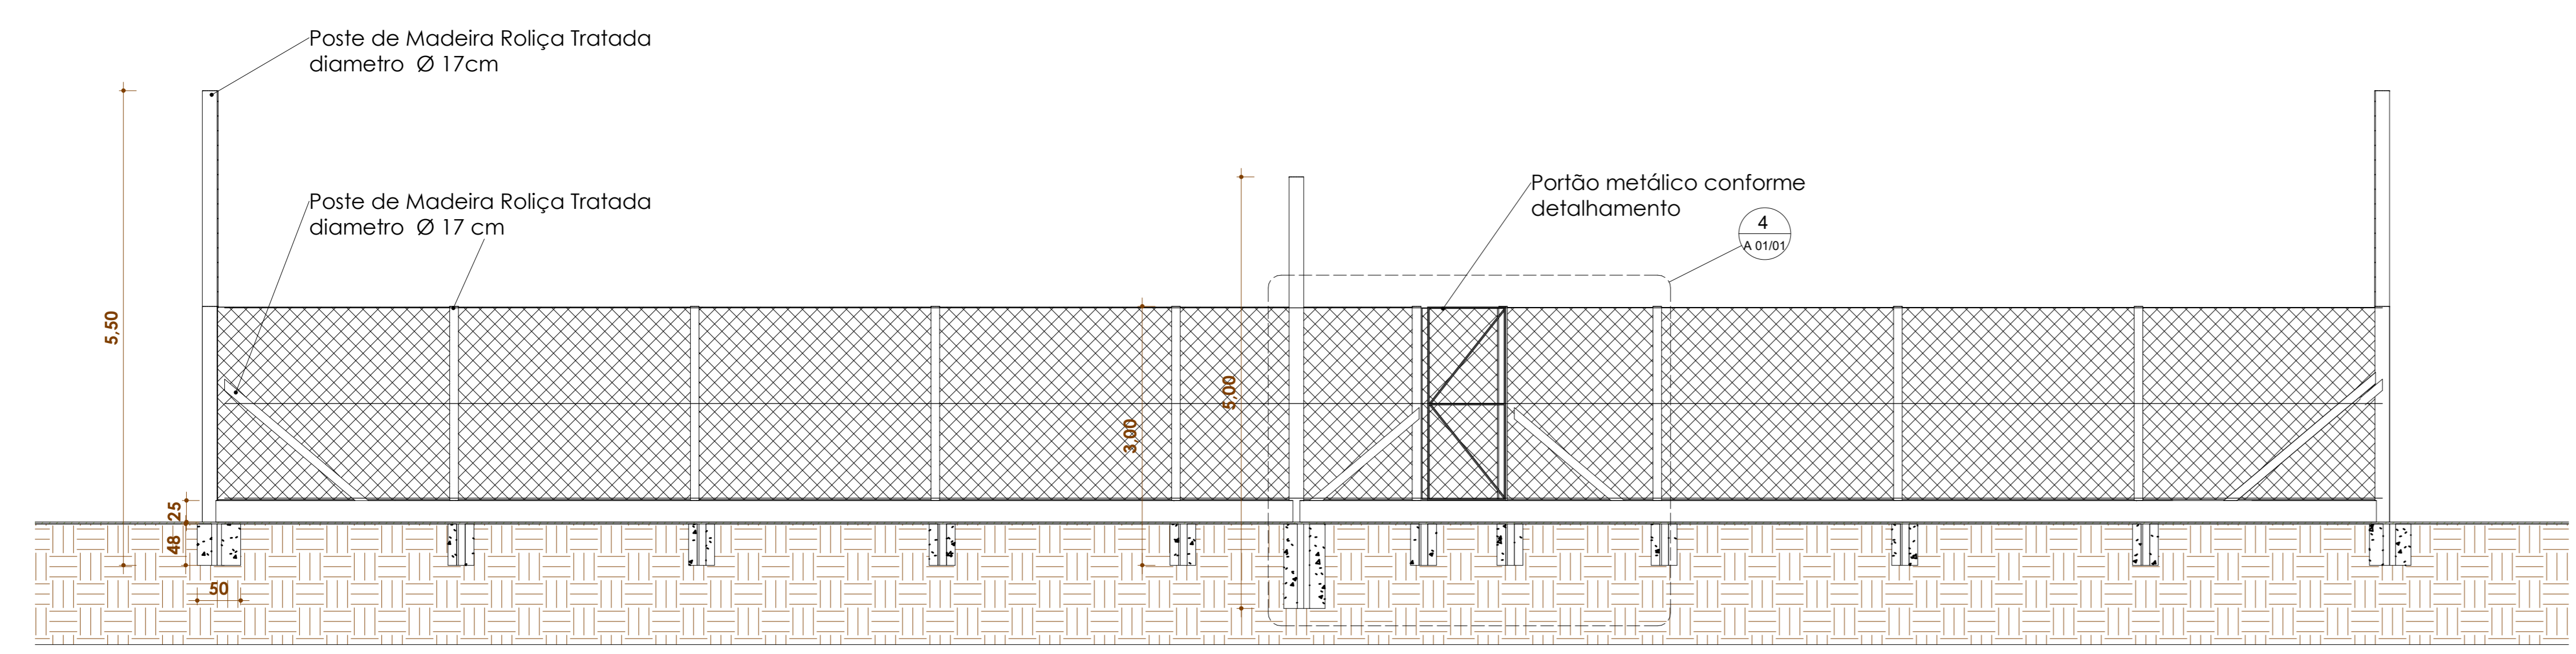 Poste de Madeira Roliça Tratada
diametro Ø 17cm
Poste de Madeira Roliça Tratada
diametro Ø 17 cm
Portão metálico conforme
detalhamento
4
A 01/01
5,50
5,00
3,00
25
48
50